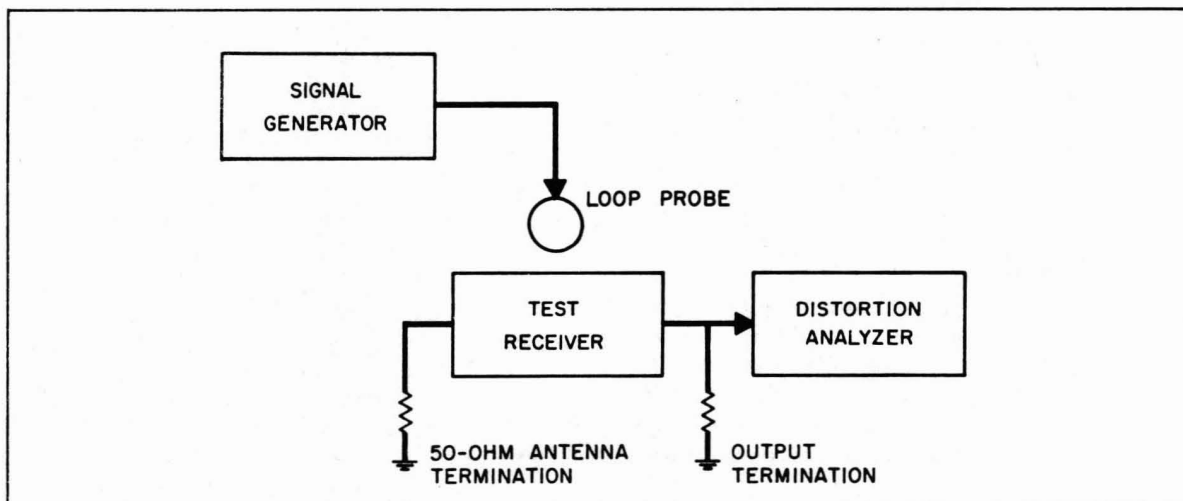 SIGNAL
GENERATOR
LOOP PROBE
TEST
RECEIVER
DISTORTION
ANALYZER
50-OHM ANTENNA
TERMINATION
OUTPUT
TERMINATION